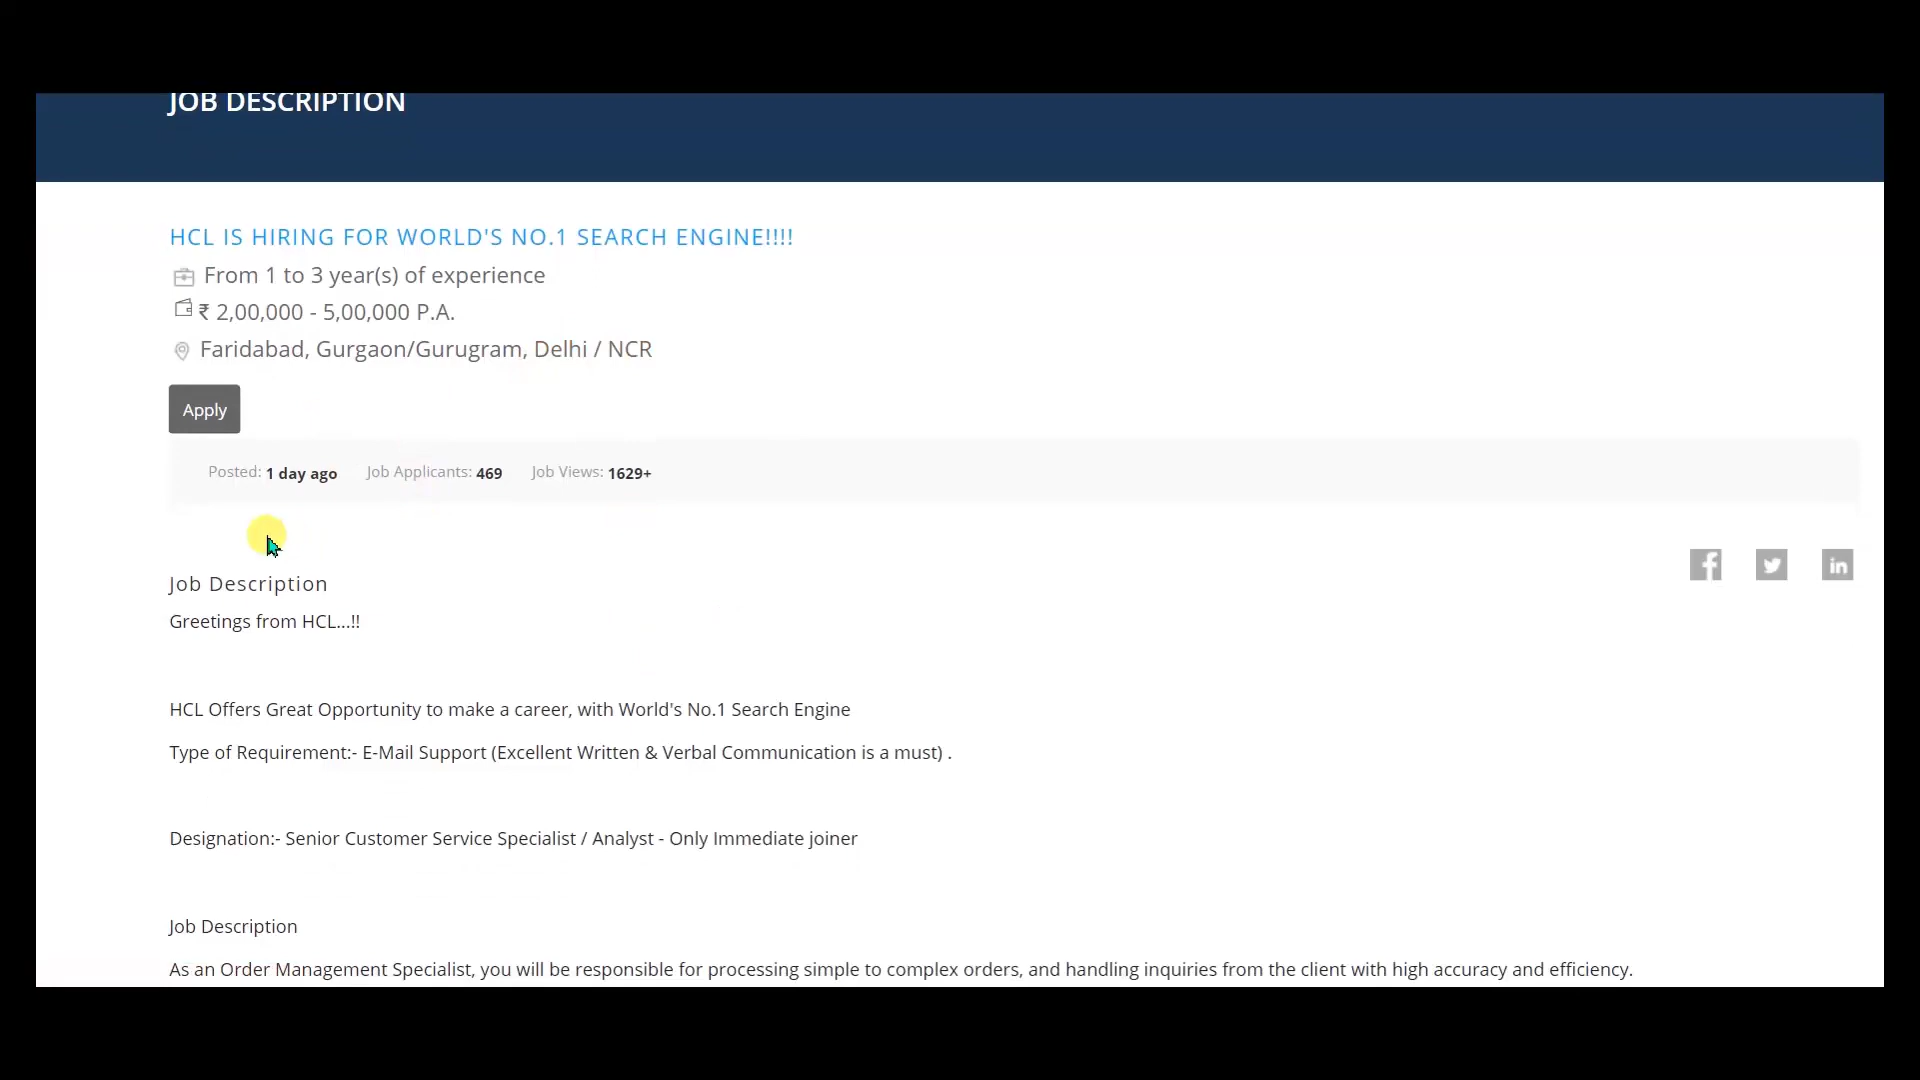 JOB DESCRIPTION
HCL IS HIRING FOR WORLD'S NO.1 SEARCH ENGINE!!!!
From 1 to 3 year(s) of experience
₹ 2,00,000 - 5,00,000 P.A.
Faridabad, Gurgaon/Gurugram, Delhi / NCR
Apply
Posted: 1 day ago Job Applicants: 469 Job Views: 1629+
Job Description
Greetings from HCL...!!
HCL Offers Great Opportunity to make a career, with World's No.1 Search Engine
Type of Requirement:- E-Mail Support (Excellent Written & Verbal Communication is a must) .
Designation:- Senior Customer Service Specialist / Analyst - Only Immediate joiner
Job Description
As an Order Management Specialist, you will be responsible for processing simple to complex orders, and handling inquiries from the client with high accuracy and efficiency.